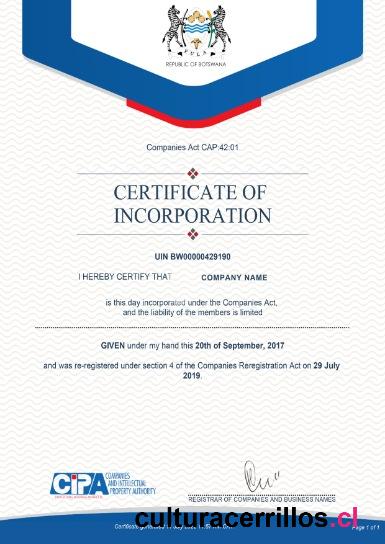 REPUBLIC OF BOTSWANA
Companies Act CAP:42:01
CERTIFICATE OF
INCORPORATION
UIN BW00000429190
I HEREBY CERTIFY THAT COMPANY NAME
is this day incorporated under the Companies Act,
and the liability of the members is limited
GIVEN under my hand this 20th of September, 2017
and was re-registered under section 4 of the Companies Reregistration Act on 29 July
2019.
CIPA COMPANIES
AND INTELLECTUAL
PROPERTY AUTHORITY
REGISTRAR OF COMPANIES AND BUSINESS NAMES
culturacerrillos.cl
Certificate generated
Page 1 of 1